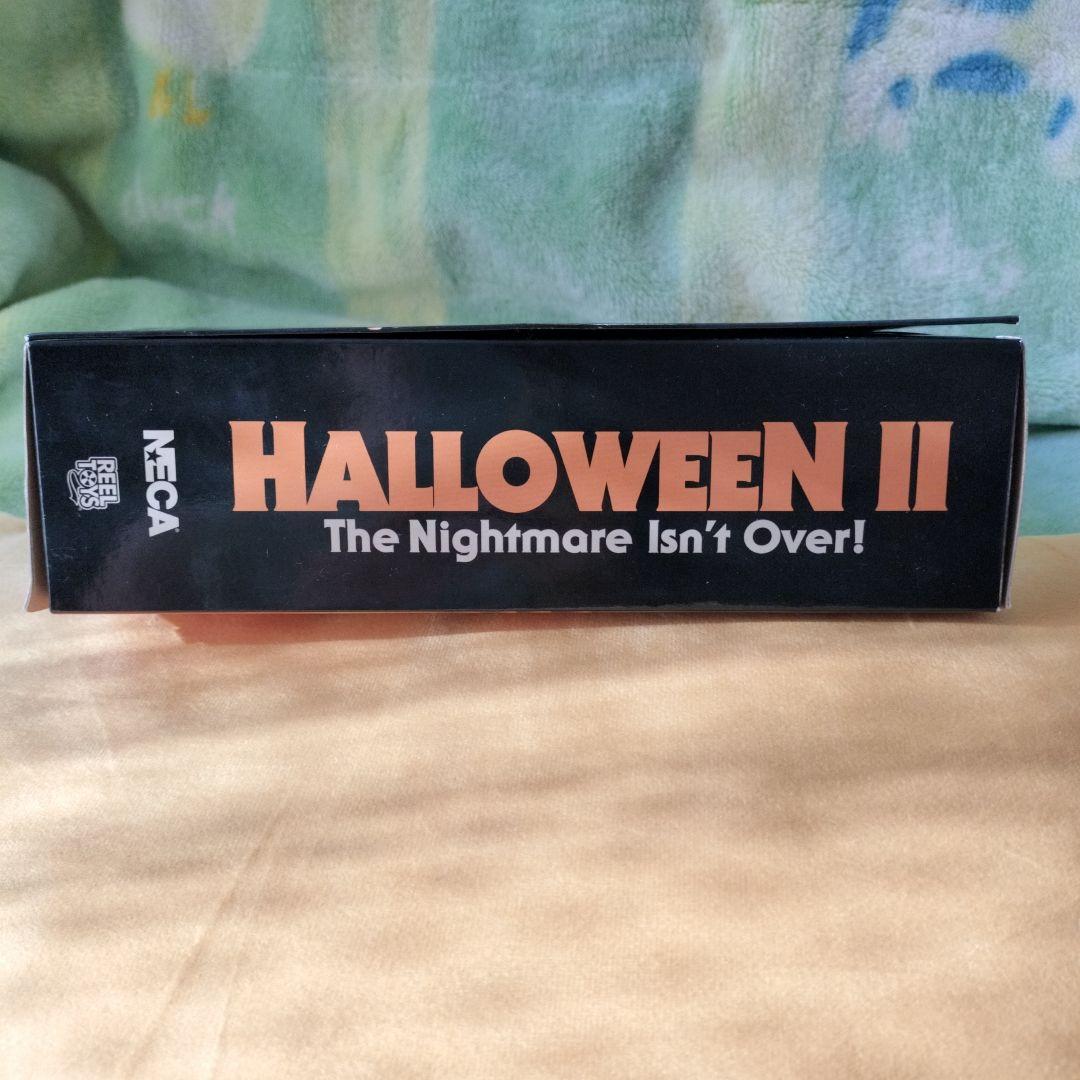 HALLOWEEN II
The Nightmare Isn't Over!
NECA
REEL
TOYS